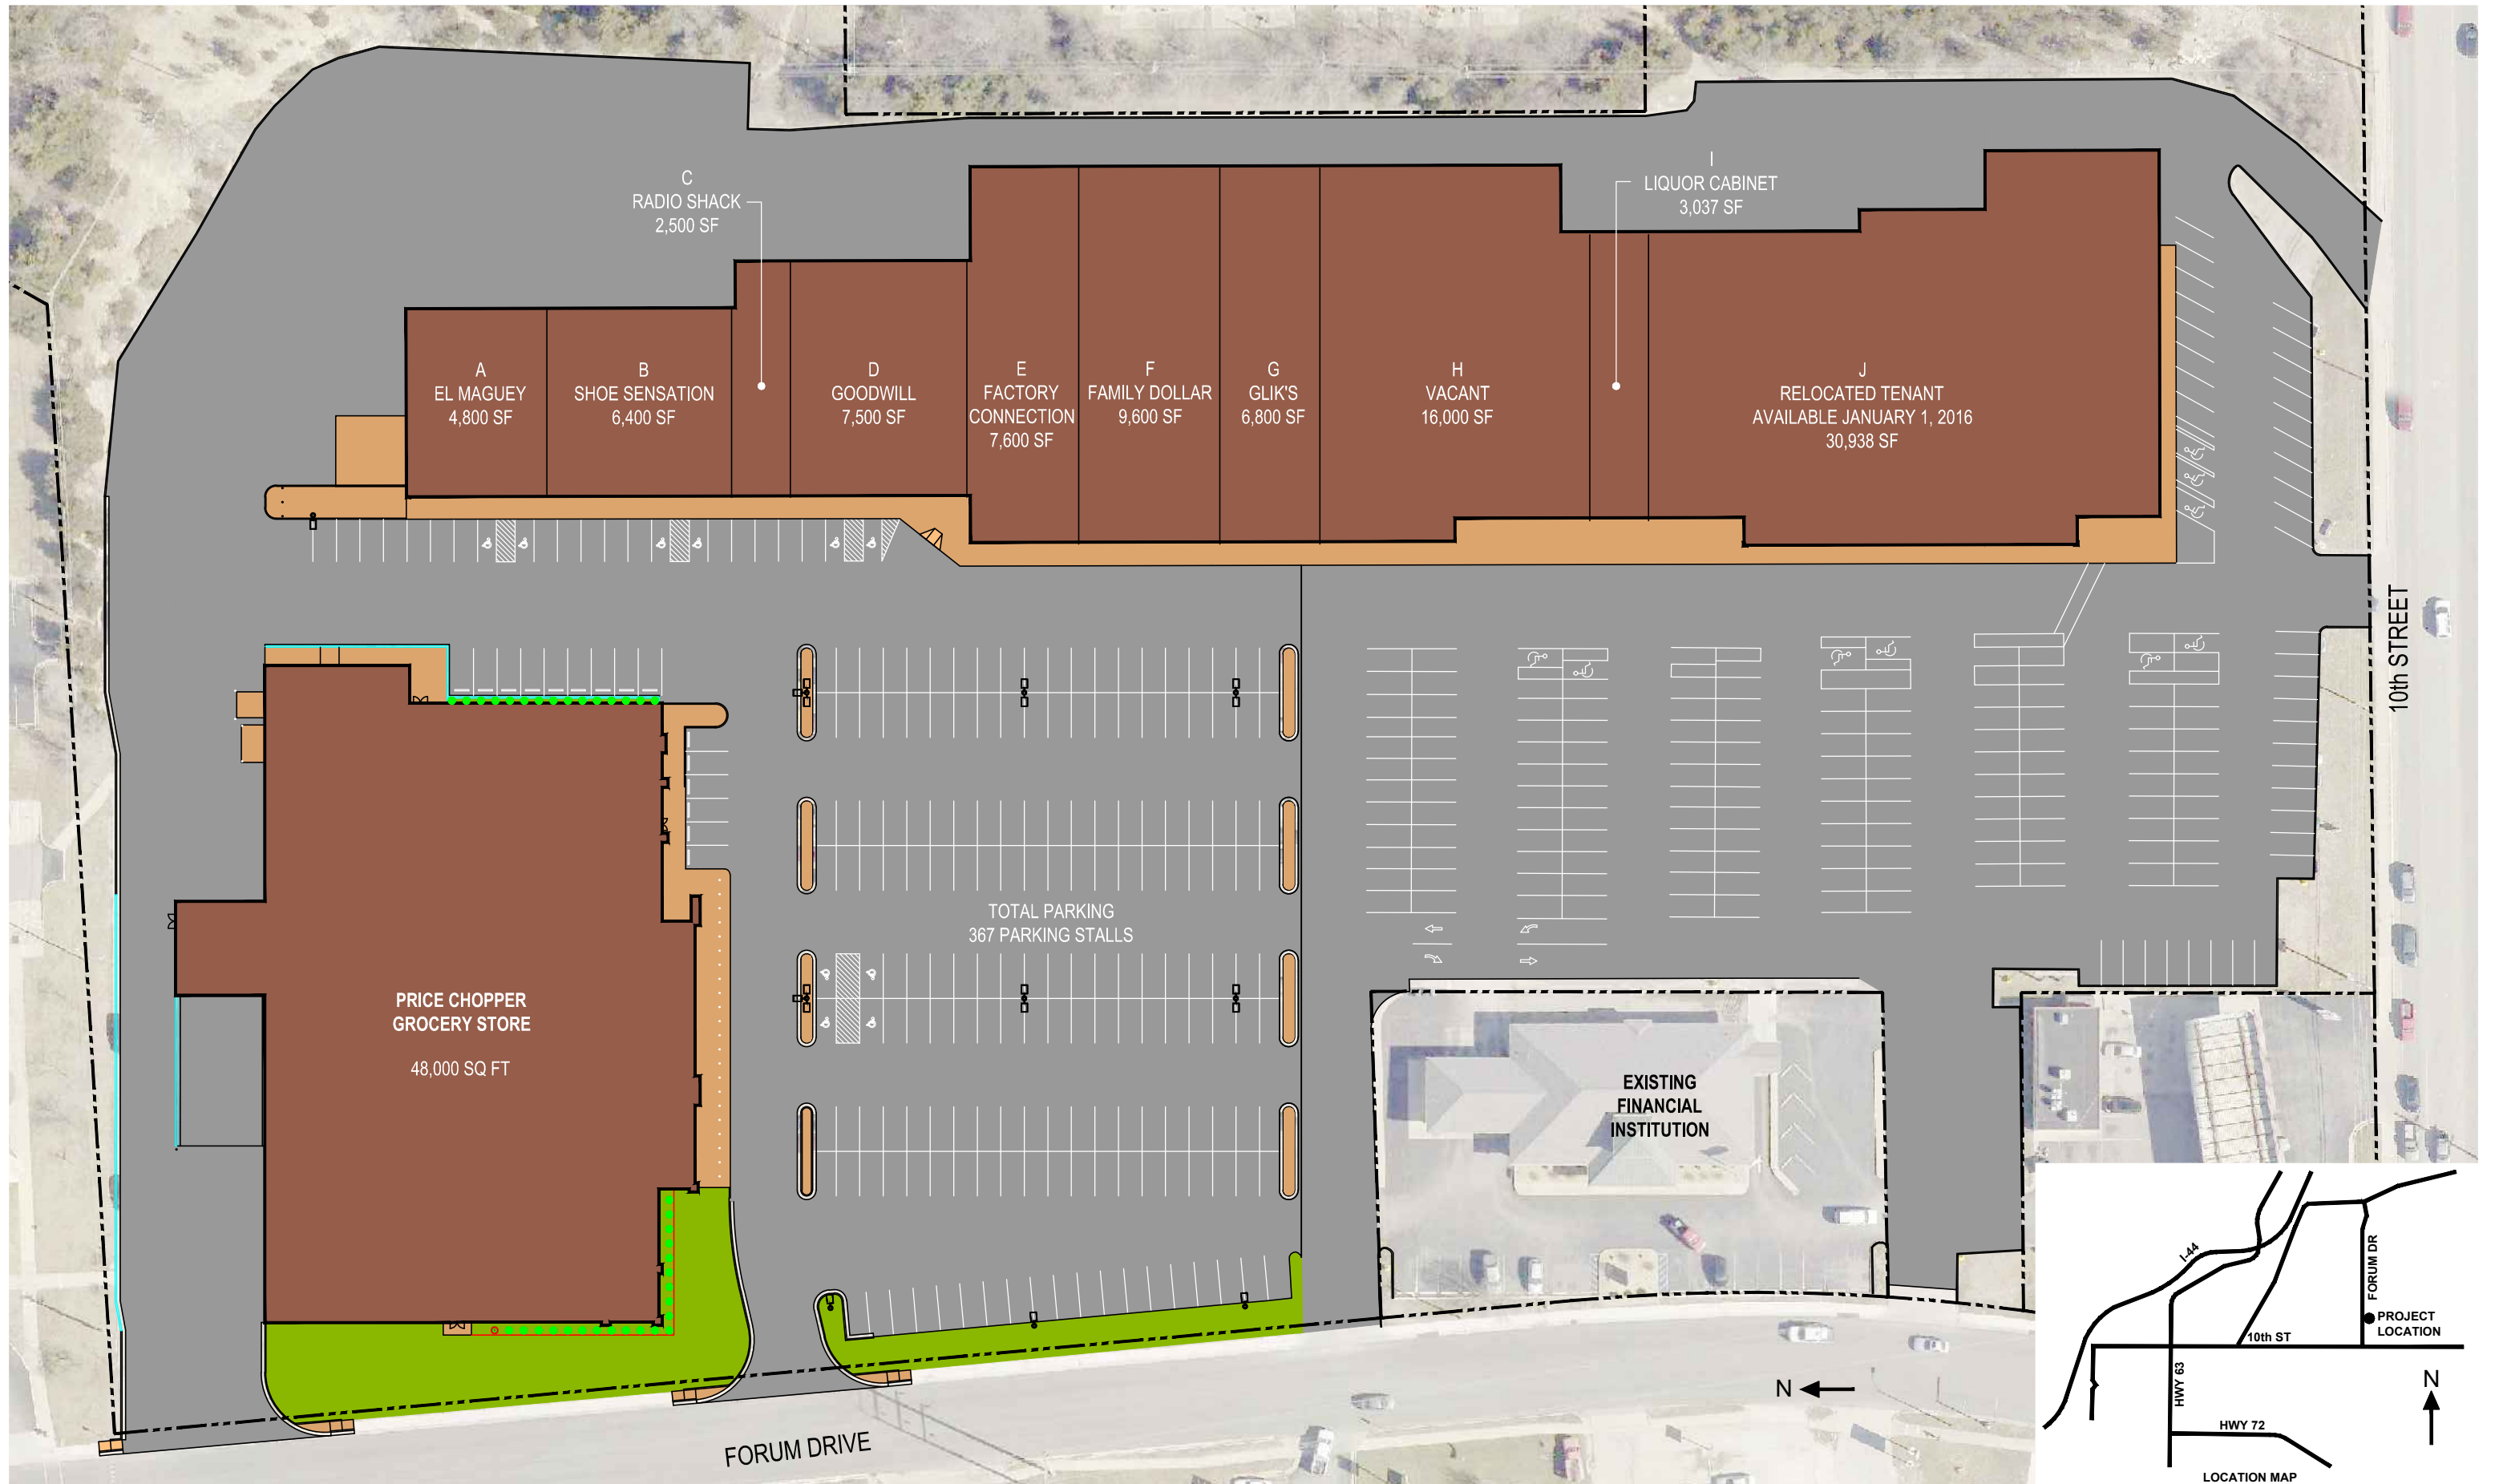 C
RADIO SHACK
2,500 SF
I
LIQUOR CABINET
3,037 SF
A
EL MAGUEY
4,800 SF
B
SHOE SENSATION
6,400 SF
D
GOODWILL
7,500 SF
E
FACTORY
CONNECTION
7,600 SF
F
FAMILY DOLLAR
9,600 SF
G
GLIK'S
6,800 SF
H
VACANT
16,000 SF
J
RELOCATED TENANT
AVAILABLE JANUARY 1, 2016
30,938 SF
10th STREET
TOTAL PARKING
367 PARKING STALLS
PRICE CHOPPER
GROCERY STORE
48,000 SQ FT
EXISTING
FINANCIAL
INSTITUTION
N
FORUM DRIVE
I-44
FORUM DR
PROJECT
LOCATION
10th ST
HWY 63
N
HWY 72
LOCATION MAP